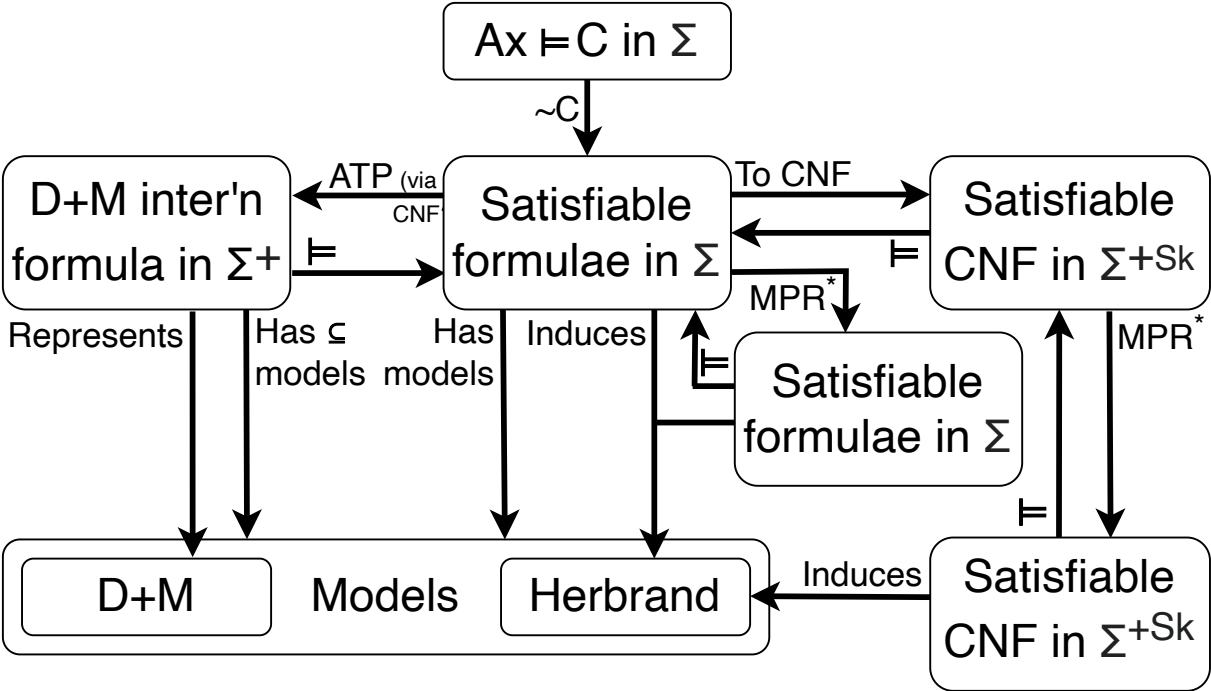 Ax ⊨ C in Σ
~C
D+M inter'n
formula in Σ⁺
ATP (via
CNF
⊨
Satisfiable
formulae in Σ
To CNF
⊨
Satisfiable
CNF in Σ⁺ˢᵏ
Represents
Has ⊆
models
Has
models
Induces
MPR*
⊨
Satisfiable
formulae in Σ
MPR*
⊨
D+M
Models
Herbrand
Induces
Satisfiable
CNF in Σ⁺ˢᵏ